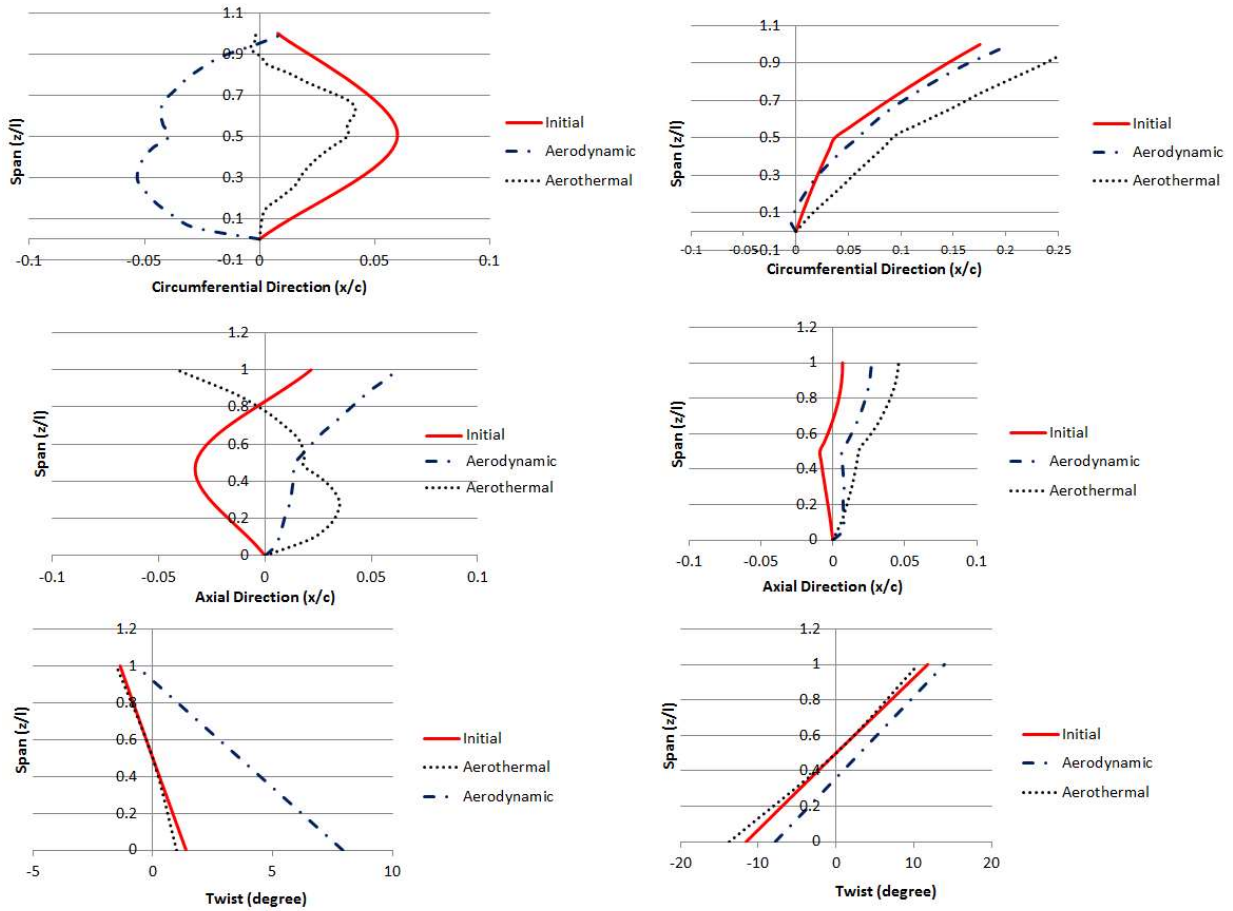 1.1
0.9
0.7
0.5
0.3
0.1
-0.1
Span (z/l)
-0.1
-0.05
0
0.05
0.1
Circumferential Direction (x/c)
Initial
Aerodynamic
Aerothermal
1.1
0.9
0.7
0.5
0.3
0.1
-0.1
Span (z/l)
-0.1
-0.05
0
0.05
0.1
0.15
0.2
0.25
Circumferential Direction (x/c)
Initial
Aerodynamic
Aerothermal
1.2
1
0.8
0.6
0.4
0.2
0
Span (z/l)
-0.1
-0.05
0
0.05
0.1
Axial Direction (x/c)
Initial
Aerodynamic
Aerothermal
1.2
1
0.8
0.6
0.4
0.2
0
Span (z/l)
-0.1
-0.05
0
0.05
0.1
Axial Direction (x/c)
Initial
Aerodynamic
Aerothermal
1.2
1
0.8
0.6
0.4
0.2
0
Span (z/l)
-5
0
5
10
Twist (degree)
Initial
Aerothermal
Aerodynamic
1.2
1
0.8
0.6
0.4
0.2
0
Span (z/l)
-20
-10
0
10
20
Twist (degree)
Initial
Aerodynamic
Aerothermal